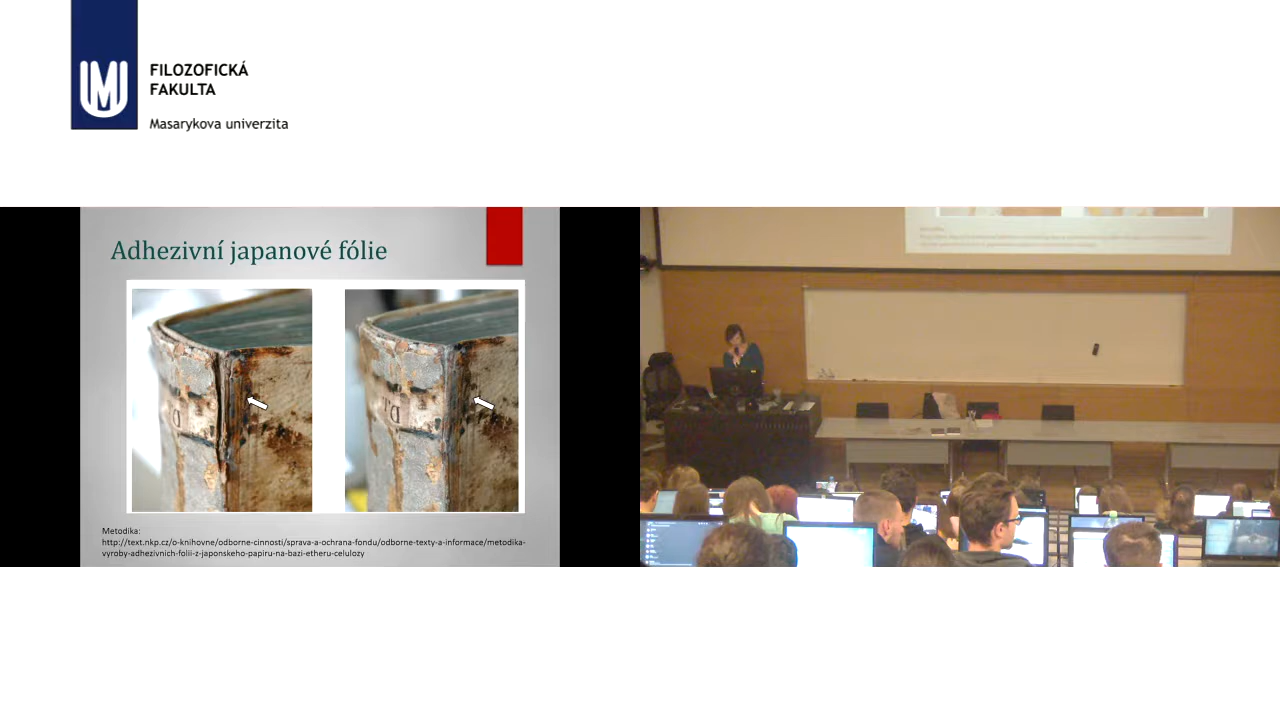 FILOZOFICKÁ
FAKULTA
Masarykova univerzita
Adhezivní japanové fólie
Metodika:
http://text.nkp.cz/o-knihovne/odborne-cinnosti/sprava-a-ochrana-fondu/odborne-texty-a-informace/metodika-
vyroby-adhezivnich-folii-z-japonskeho-papiru-na-bazi-etheru-celulozy